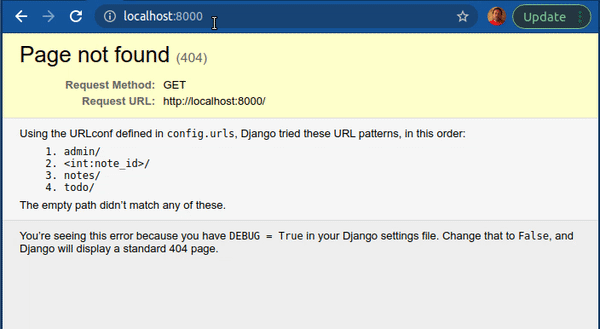 localhost:8000
Update
Page not found (404)
Request Method: GET
Request URL: http://localhost:8000/
Using the URLconf defined in config.urls, Django tried these URL patterns, in this order:
1. admin/
2. <int:note_id>/
3. notes/
4. todo/
The empty path didn't match any of these.
You're seeing this error because you have DEBUG = True in your Django settings file. Change that to False, and
Django will display a standard 404 page.